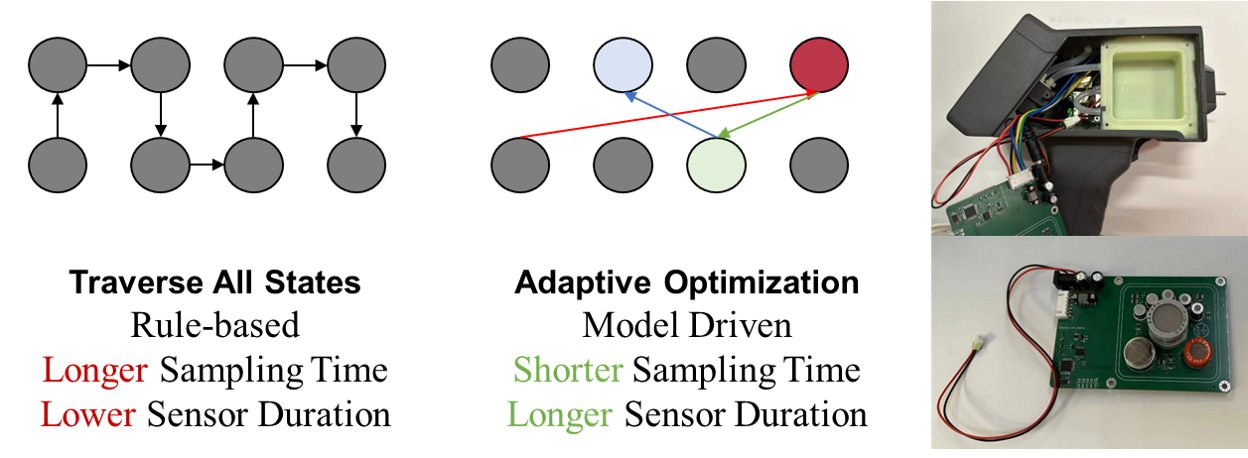 Traverse All States
Rule-based
Longer Sampling Time
Lower Sensor Duration
Adaptive Optimization
Model Driven
Shorter Sampling Time
Longer Sensor Duration